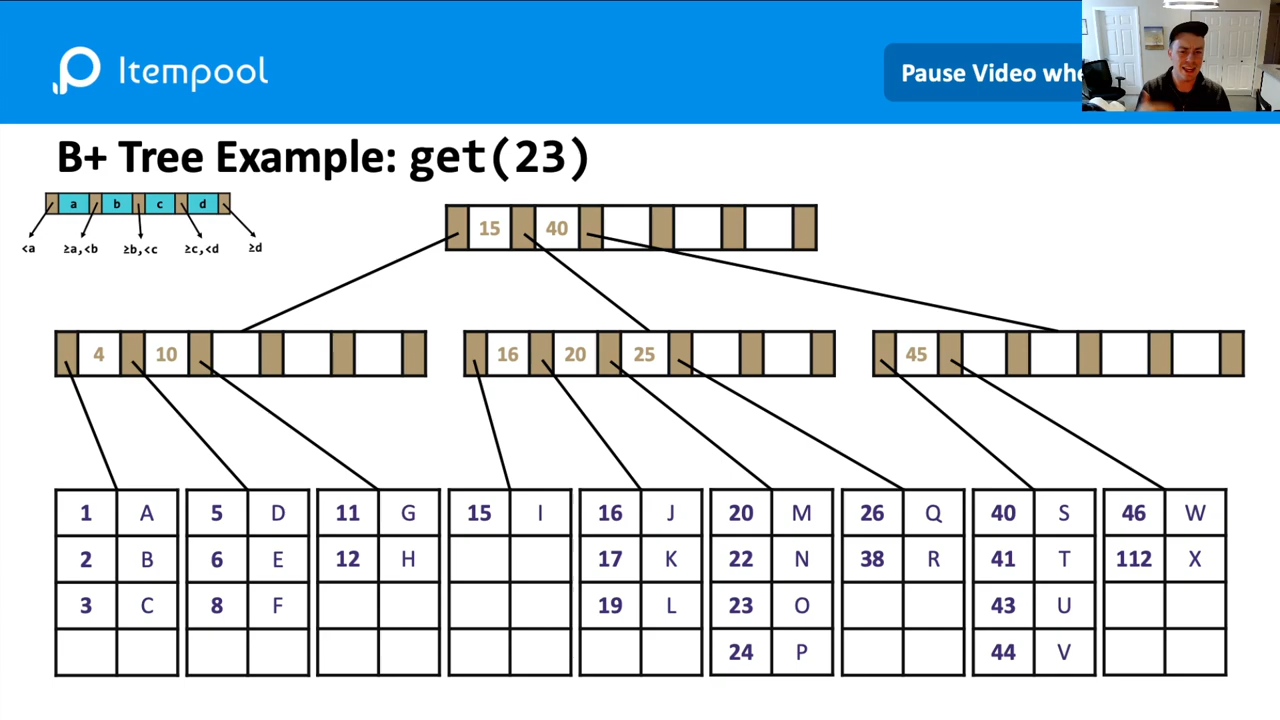 Itempool
Pause Video whe
B+ Tree Example: get(23)
a b c d
<a ≥a,<b ≥b,<c ≥c,<d ≥d
15 40
4 10 16 20 25 45
1 A 5 D 11 G 15 I 16 J 20 M 26 Q 40 S 46 W
2 B 6 E 12 H 17 K 22 N 38 R 41 T 112 X
3 C 8 F 19 L 23 O 43 U
24 P 44 V